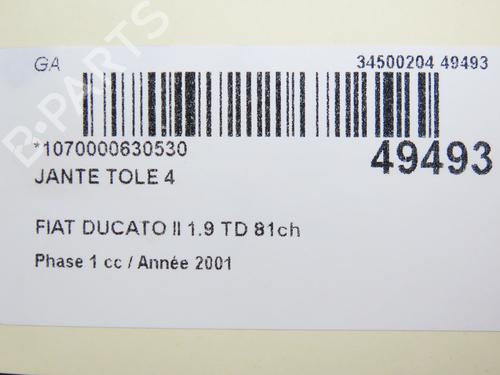 GA
34500204 49493
*1070000630530
49493
JANTE TOLE 4
FIAT DUCATO II 1.9 TD 81ch
Phase 1 cc / Année 2001
B-PARTS